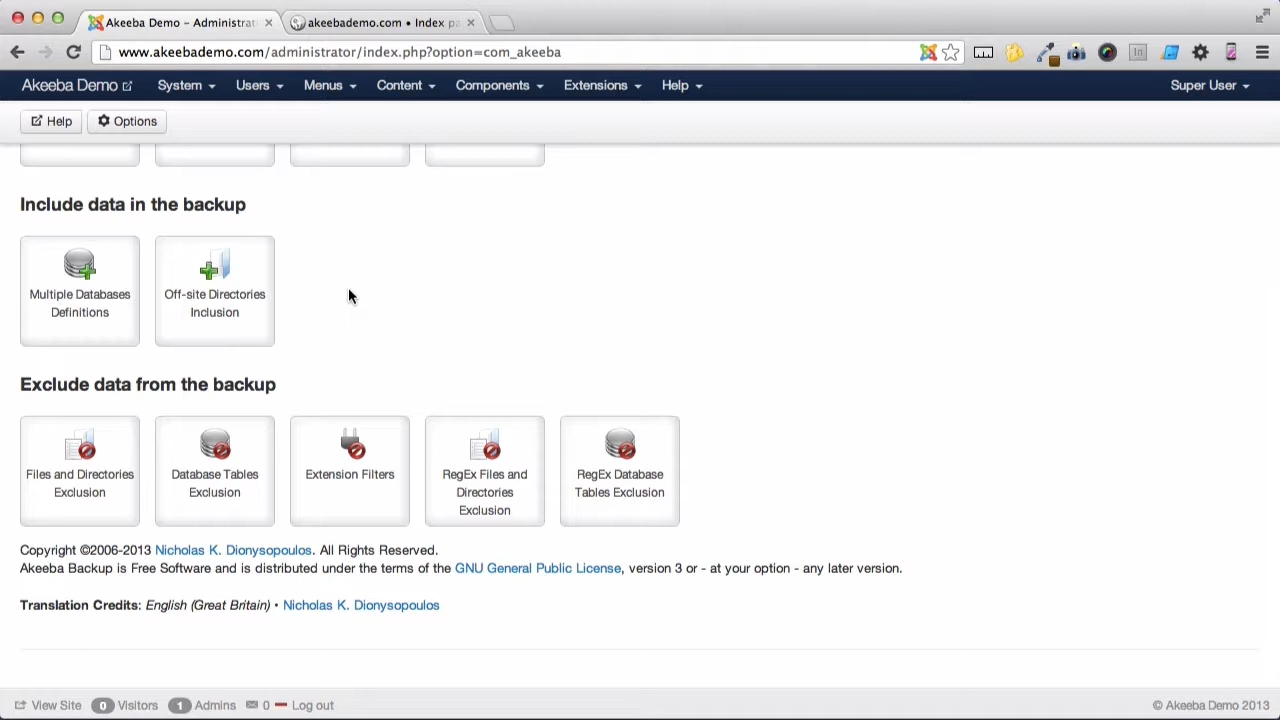 Akeeba Demo - Administrat
akeebademo.com • Index pa
www.akeebademo.com/administrator/index.php?option=com_akeeba
Akeeba Demo System Users Menus Content Components Extensions Help Super User
Help Options
Include data in the backup
Multiple Databases
Definitions
Off-site Directories
Inclusion
Exclude data from the backup
Files and Directories
Exclusion
Database Tables
Exclusion
Extension Filters
RegEx Files and
Directories
Exclusion
RegEx Database
Tables Exclusion
Copyright ©2006-2013 Nicholas K. Dionysopoulos. All Rights Reserved.
Akeeba Backup is Free Software and is distributed under the terms of the GNU General Public License, version 3 or - at your option - any later version.
Translation Credits: English (Great Britain) • Nicholas K. Dionysopoulos
View Site 0 Visitors 1 Admins 0 Log out © Akeeba Demo 2013